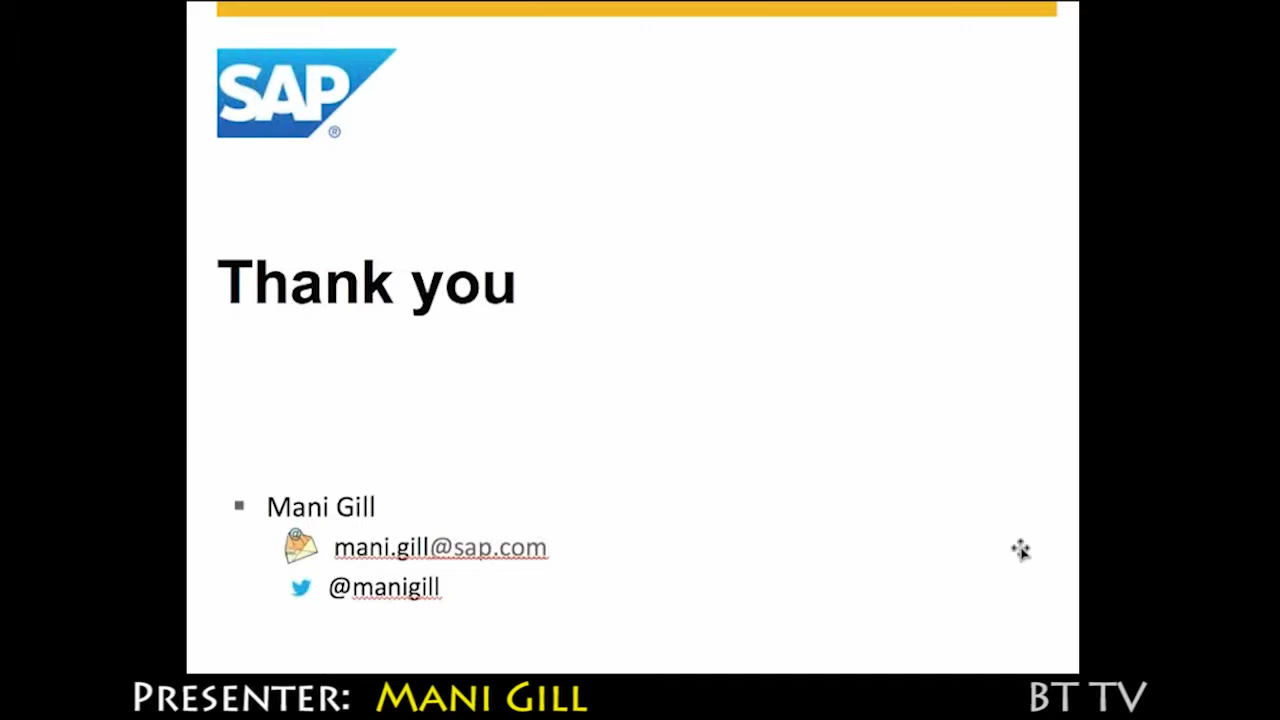 SAP ®
Thank you
Mani Gill
mani.gill@sap.com
@manigill
PRESENTER: MANI GILL
BT TV